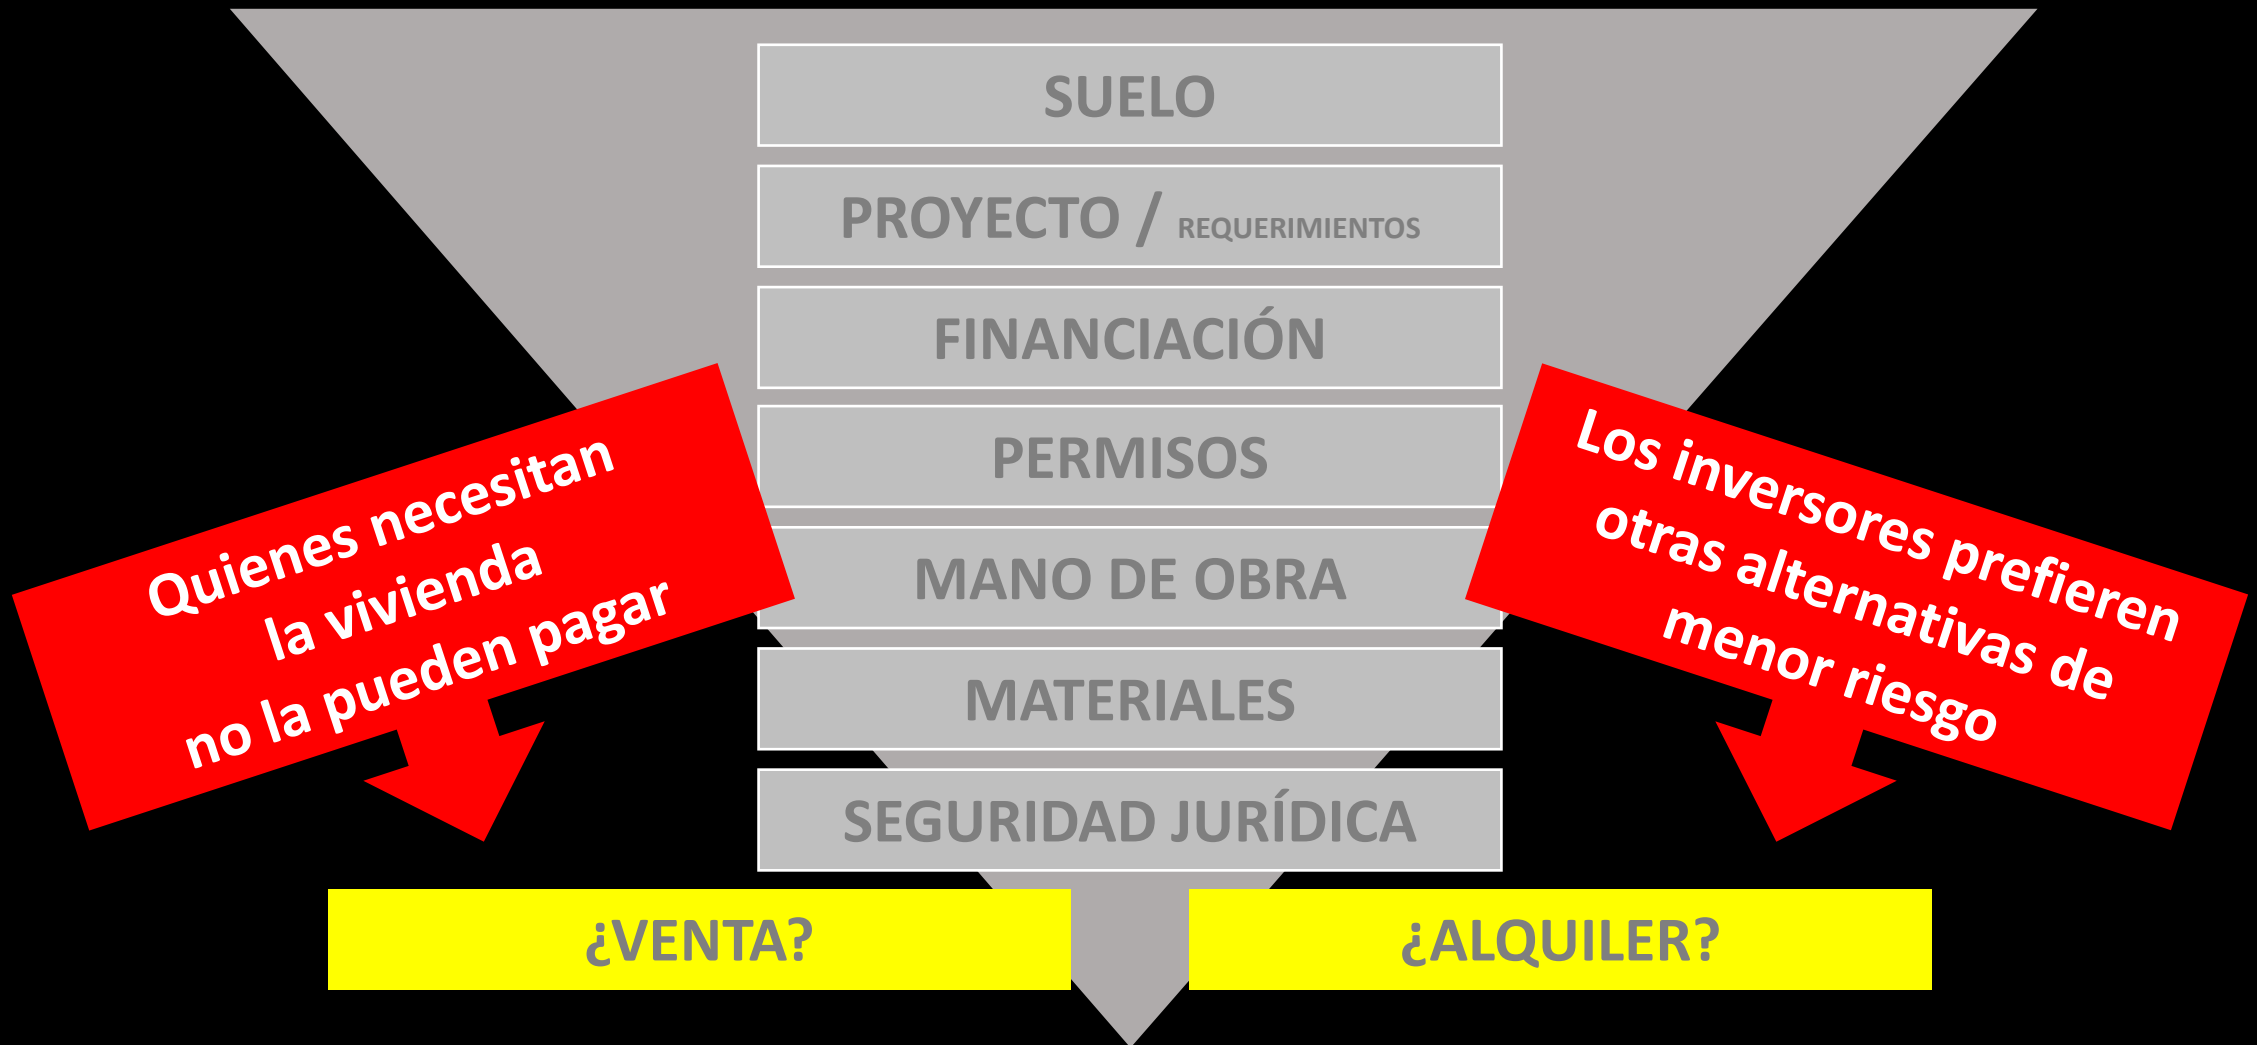 SUELO
PROYECTO / REQUERIMIENTOS
FINANCIACIÓN
PERMISOS
MANO DE OBRA
MATERIALES
SEGURIDAD JURÍDICA
Quienes necesitan
la vivienda
no la pueden pagar
Los inversores prefieren
otras alternativas de
menor riesgo
¿VENTA?
¿ALQUILER?